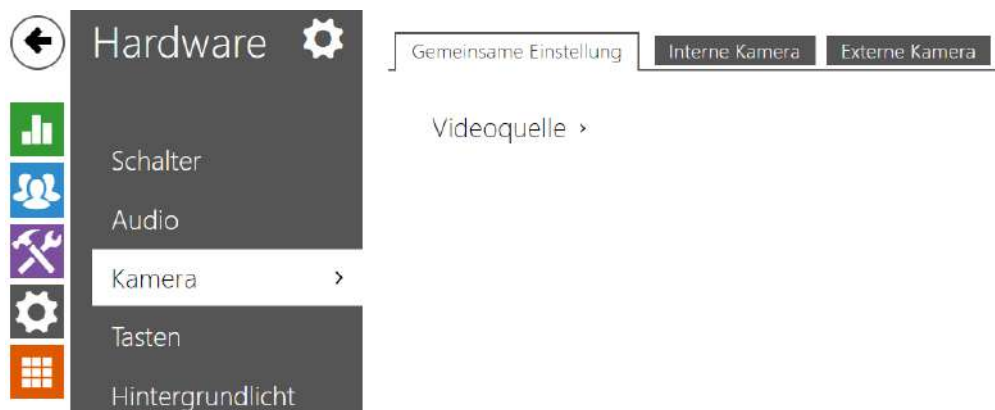 Hardware
Gemeinsame Einstellung
Interne Kamera
Externe Kamera
Videoquelle ›
Schalter
Audio
Kamera ›
Tasten
Hintergrundlicht